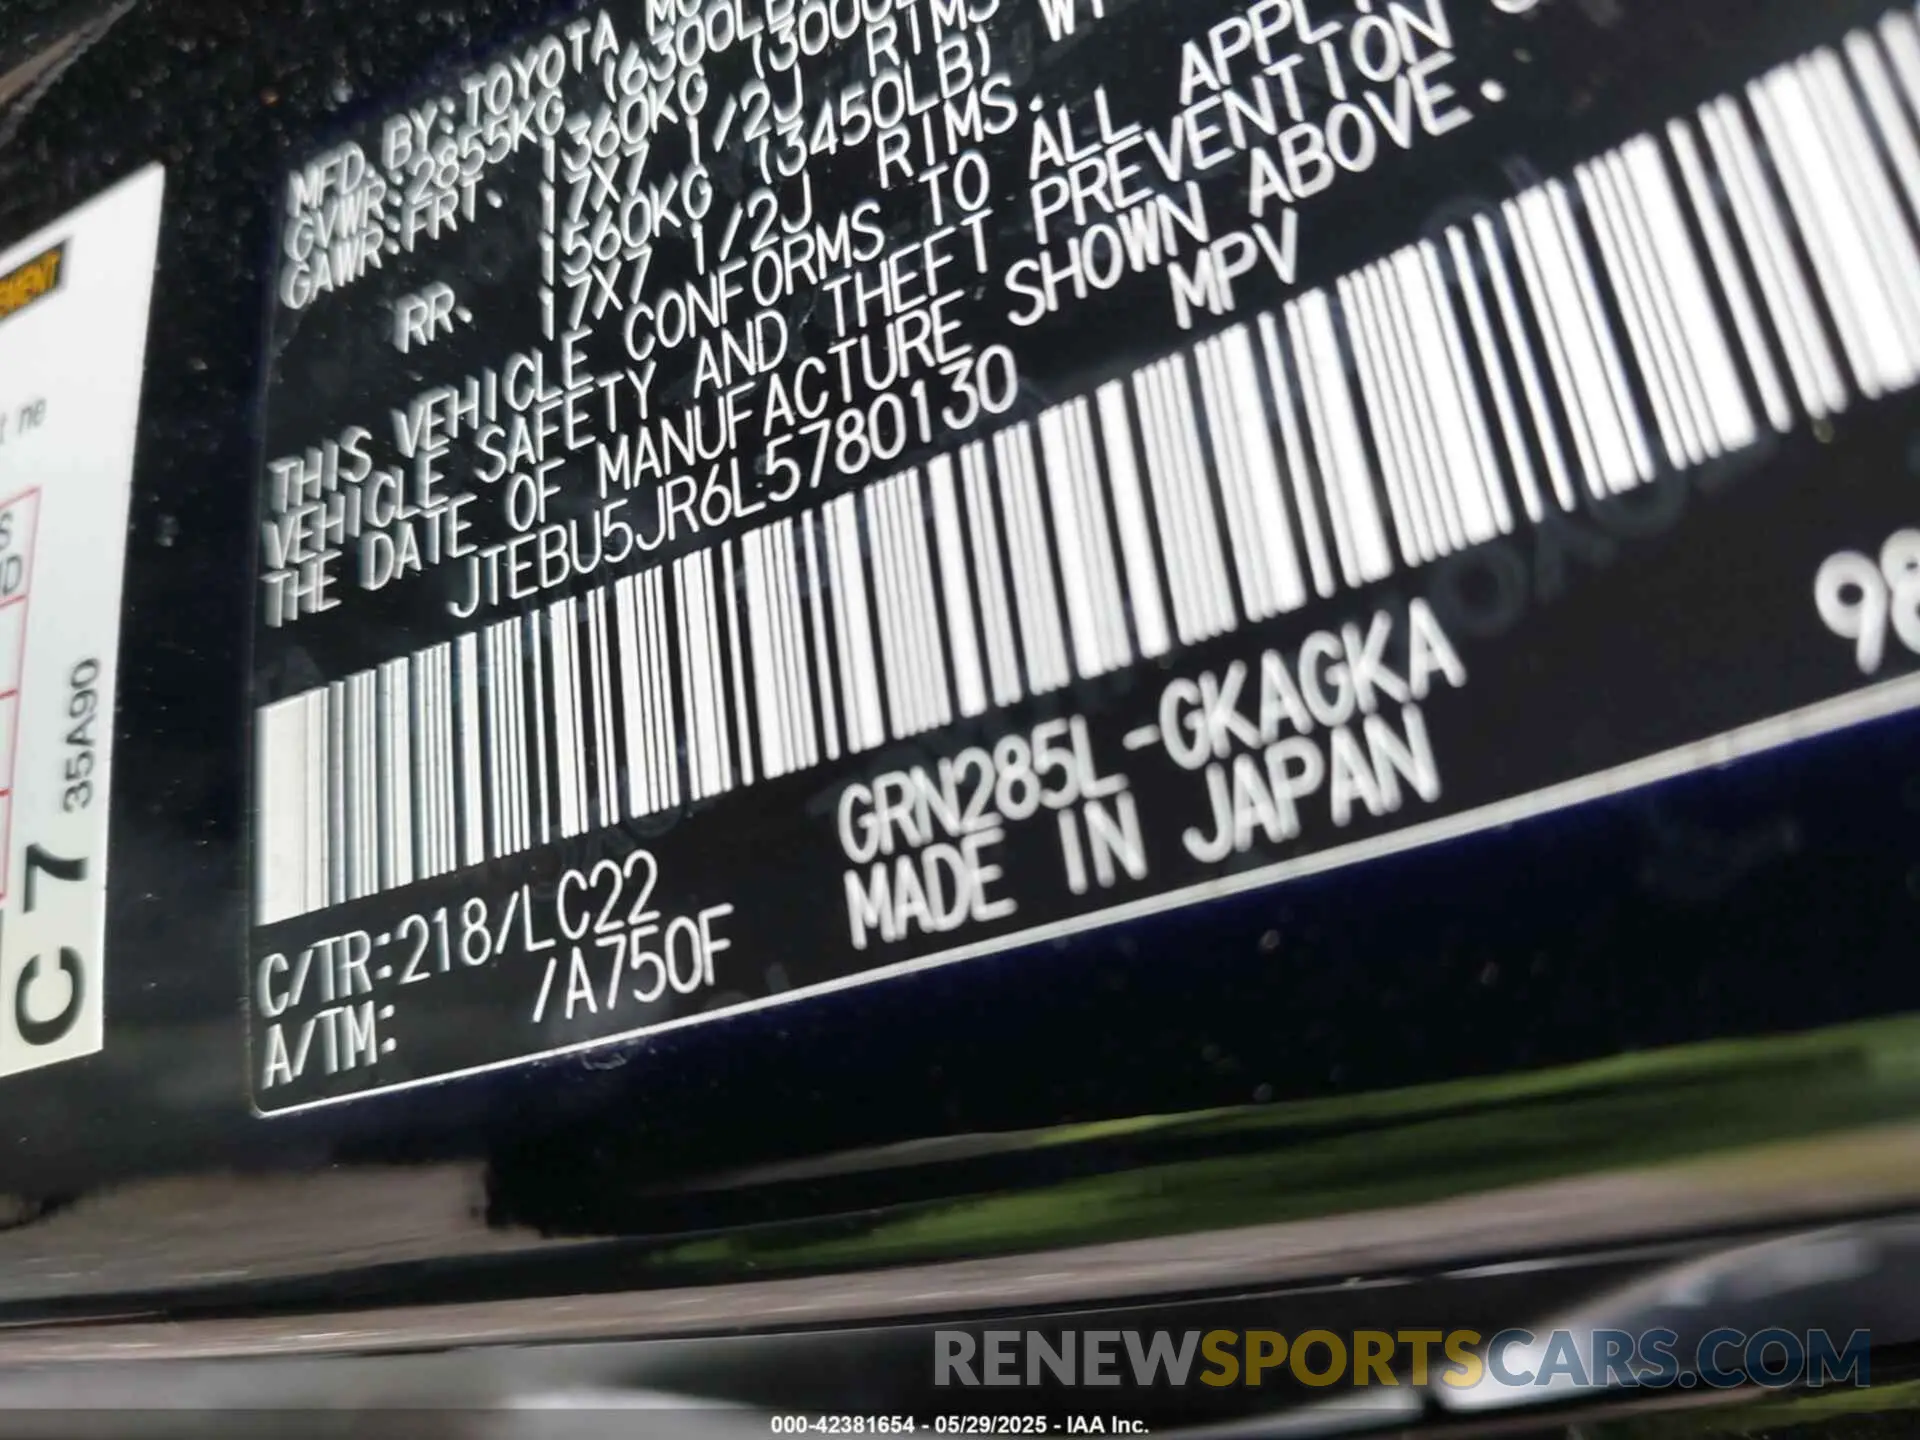 MFD. BY: TOYOTA
GVWR: 2855KG (6300LB
GAWR: FRT. 1360KG
17X7 1/2J RIMS
RR. 1560KG (3450LB)
17X7 1/2J RIMS.
THIS VEHICLE CONFORMS TO ALL
VEHICLE SAFETY AND THEFT PREVENTION
THE DATE OF MANUFACTURE SHOWN ABOVE.
JTEBU5JR6L5780130 MPV
C/TR:218/LC22
A/TM: /A750F
GRN285L-GKAGKA
MADE IN JAPAN
98
ne
S
C7 35A90
RENEWSPORTSCARS.COM
000-42381654 - 05/29/2025 - IAA Inc.